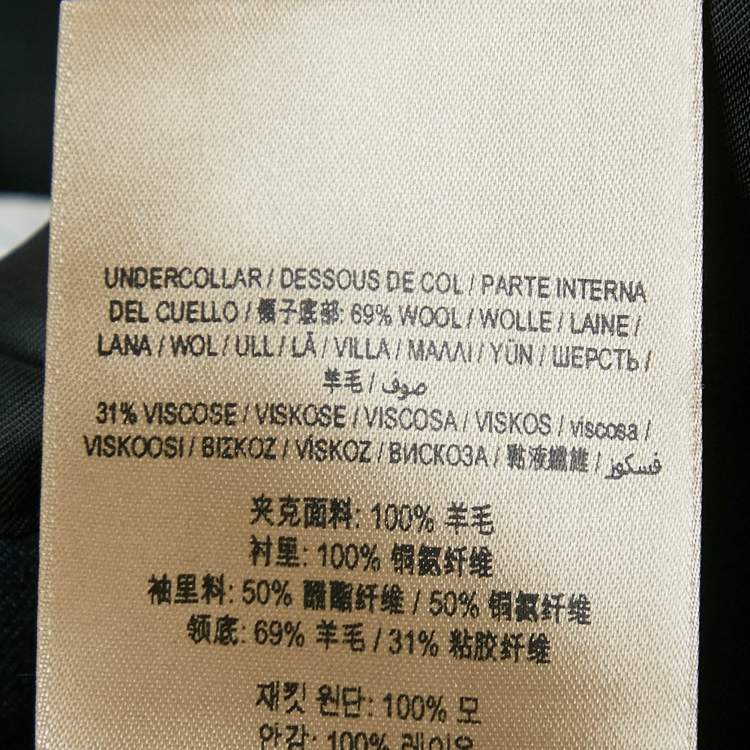 UNDERCOLLAR / DESSOUS DE COL / PARTE INTERNA
DEL CUELLO / 領子底部: 69% WOOL / WOLLE / LAINE /
LANA / WOL / ULL / LÃ / VILLA / ΜΑΛΛΙ / YÜN / ШЕРСТЬ /
羊毛 / صوف /
31% VISCOSE / VISKOSE / VISCOSA / VISKOS / viscosa /
VISKOOSI / ΒΙΣΚΟΖ / VİSKOZ / ВИСКОЗА / 黏液纖維 / فسكوز
夹克面料: 100% 羊毛
衬里: 100% 铜氨纤维
袖里料: 50% 醋酯纤维 / 50% 铜氨纤维
领底: 69% 羊毛 / 31% 粘胶纤维
재킷 원단: 100% 모
안감: 100% 레이온